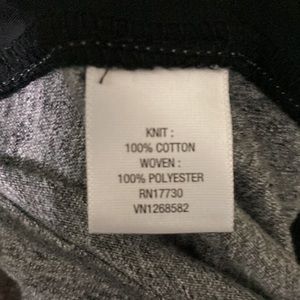 KNIT :
100% COTTON
WOVEN :
100% POLYESTER
RN17730
VN1268582